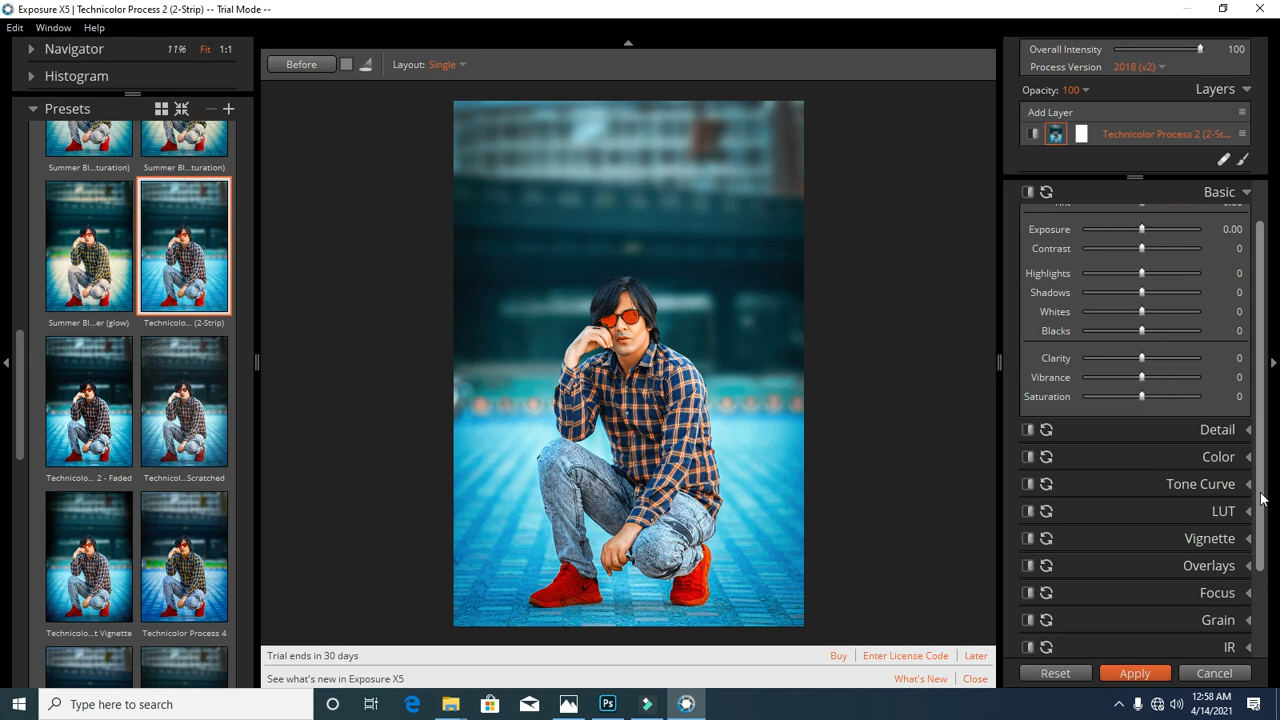 Exposure X5 | Technicolor Process 2 (2-Strip) -- Trial Mode --
Edit Window Help
Navigator 11% Fit 1:1
Histogram
Presets
Summer Bl...turation) Summer Bl...turation)
Summer Bl...er (glow) Technicolo... (2-Strip)
Technicolo... 2 - Faded Technicol...Scratched
Technicolo...t Vignette Technicolor Process 4
Before Layout: Single
Trial ends in 30 days Buy Enter License Code Later
See what's new in Exposure X5 What's New Close
Overall Intensity 100
Process Version 2018 (v2)
Opacity: 100 Layers
Add Layer
Technicolor Process 2 (2-St...
Basic
Exposure 0.00
Contrast 0
Highlights 0
Shadows 0
Whites 0
Blacks 0
Clarity 0
Vibrance 0
Saturation 0
Detail
Color
Tone Curve
LUT
Vignette
Overlays
Focus
Grain
IR
Reset Apply Cancel
Type here to search
Ps
12:58 AM
4/14/2021